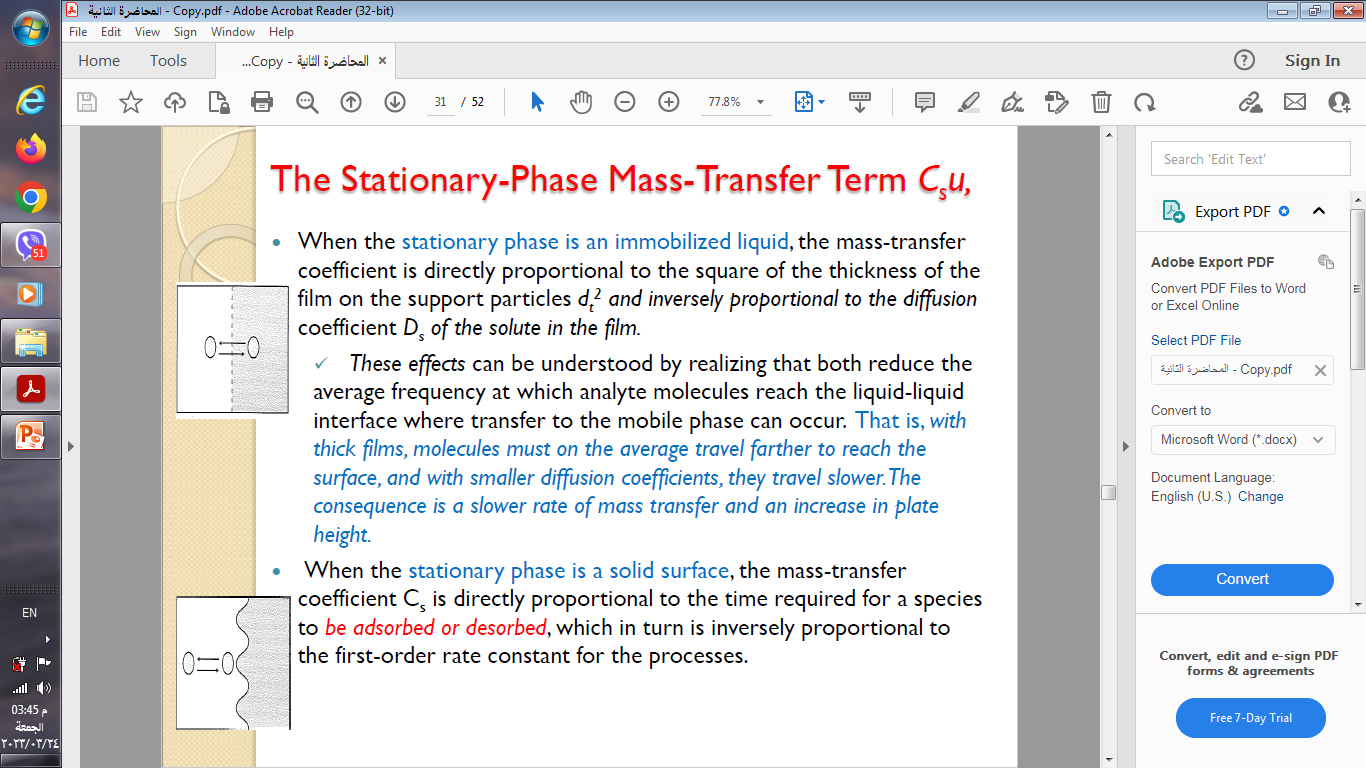 المحاضرة الثانية - Copy.pdf - Adobe Acrobat Reader (32-bit)
File Edit View Sign Window Help
Home Tools
...Copy - المحاضرة الثانية ×
? Sign In
31 / 52
77.8%
Search 'Edit Text'
Export PDF
Adobe Export PDF
Convert PDF Files to Word
or Excel Online
Select PDF File
المحاضرة الثانية - Copy.pdf
Convert to
Microsoft Word (*.docx)
Document Language:
English (U.S.) Change
Convert
Convert, edit and e-sign PDF
forms & agreements
Free 7-Day Trial
The Stationary-Phase Mass-Transfer Term Csu,
• When the stationary phase is an immobilized liquid, the mass-transfer
coefficient is directly proportional to the square of the thickness of the
film on the support particles dt2 and inversely proportional to the diffusion
coefficient Ds of the solute in the film.
✓ These effects can be understood by realizing that both reduce the
average frequency at which analyte molecules reach the liquid-liquid
interface where transfer to the mobile phase can occur. That is, with
thick films, molecules must on the average travel farther to reach the
surface, and with smaller diffusion coefficients, they travel slower. The
consequence is a slower rate of mass transfer and an increase in plate
height.
• When the stationary phase is a solid surface, the mass-transfer
coefficient Cs is directly proportional to the time required for a species
to be adsorbed or desorbed, which in turn is inversely proportional to
the first-order rate constant for the processes.
51
EN
03:45 م
الجمعة
٢٠٢٣/٠٣/٢٤